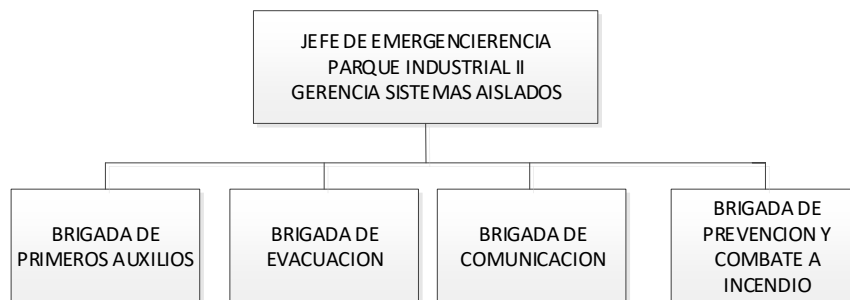 JEFE DE EMERGENCIERENCIA
PARQUE INDUSTRIAL II
GERENCIA SISTEMAS AISLADOS
BRIGADA DE
PRIMEROS AUXILIOS
BRIGADA DE
EVACUACION
BRIGADA DE
COMUNICACION
BRIGADA DE
PREVENCION Y
COMBATE A
INCENDIO